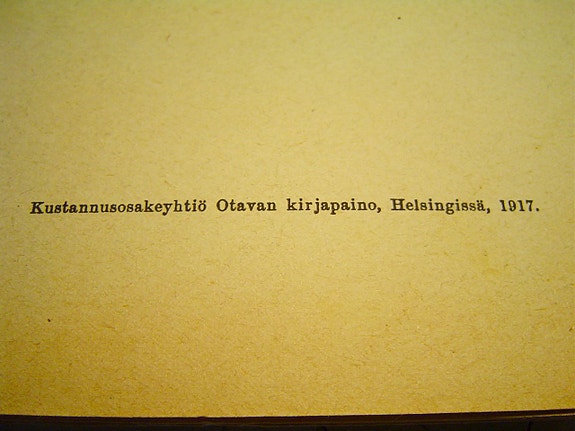 Kustannusosakeyhtiö Otavan kirjapaino, Helsingissä, 1917.